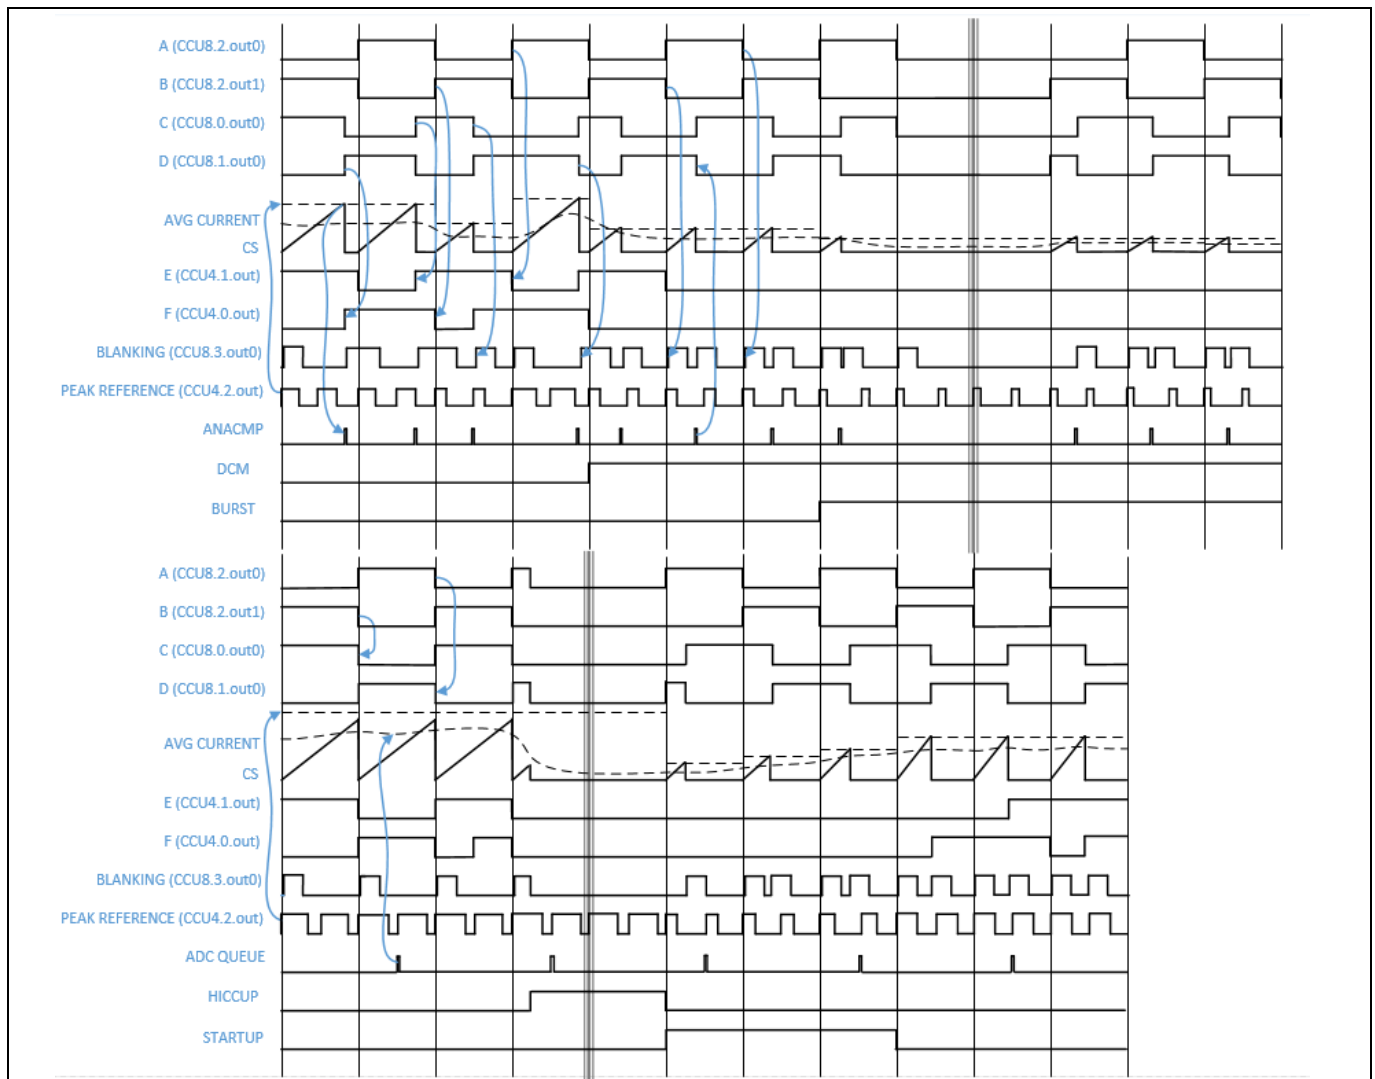 A (CCU8.2.out0)
B (CCU8.2.out1)
C (CCU8.0.out0)
D (CCU8.1.out0)
AVG CURRENT
CS
E (CCU4.1.out)
F (CCU4.0.out)
BLANKING (CCU8.3.out0)
PEAK REFERENCE (CCU4.2.out)
ANACMP
DCM
BURST
A (CCU8.2.out0)
B (CCU8.2.out1)
C (CCU8.0.out0)
D (CCU8.1.out0)
AVG CURRENT
CS
E (CCU4.1.out)
F (CCU4.0.out)
BLANKING (CCU8.3.out0)
PEAK REFERENCE (CCU4.2.out)
ADC QUEUE
HICCUP
STARTUP